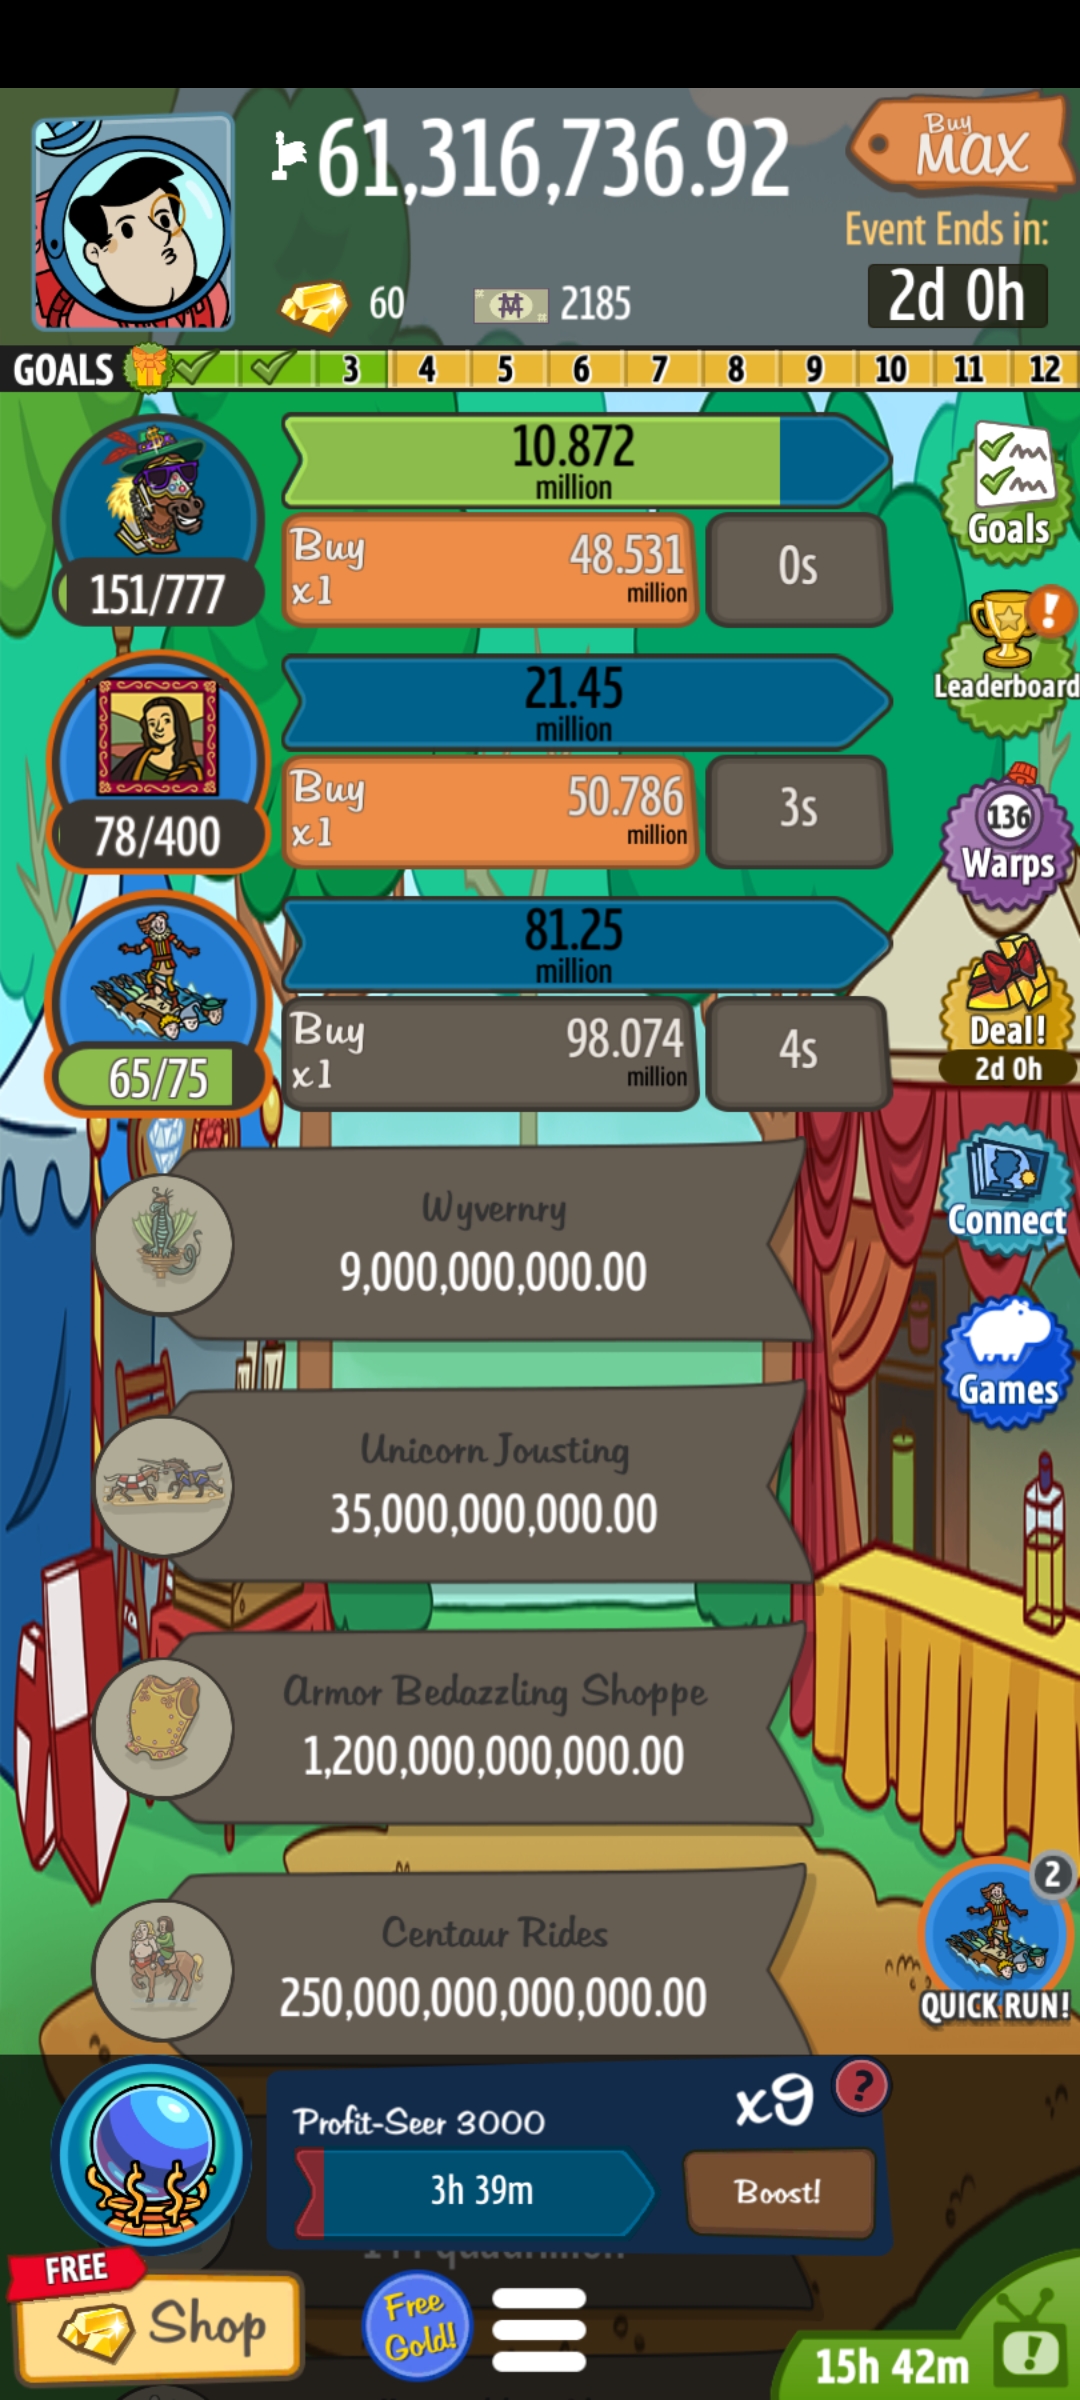 61,316,736.92
Buy
MAX
Event Ends in:
2d 0h
60
2185
GOALS 3 4 5 6 7 8 9 10 11 12
10.872
million
Buy
x1
48.531
million
0s
151/777
Goals
21.45
million
Buy
x1
50.786
million
3s
78/400
Leaderboard
136
Warps
81.25
million
Buy
x1
98.074
million
4s
65/75
Deal!
2d 0h
Wyvernry
9,000,000,000.00
Connect
Unicorn Jousting
35,000,000,000.00
Games
Armor Bedazzling Shoppe
1,200,000,000,000.00
Centaur Rides
250,000,000,000,000.00
2
QUICK RUN!
Profit-Seer 3000
x9
?
3h 39m
Boost!
FREE
Shop
Free
Gold!
15h 42m